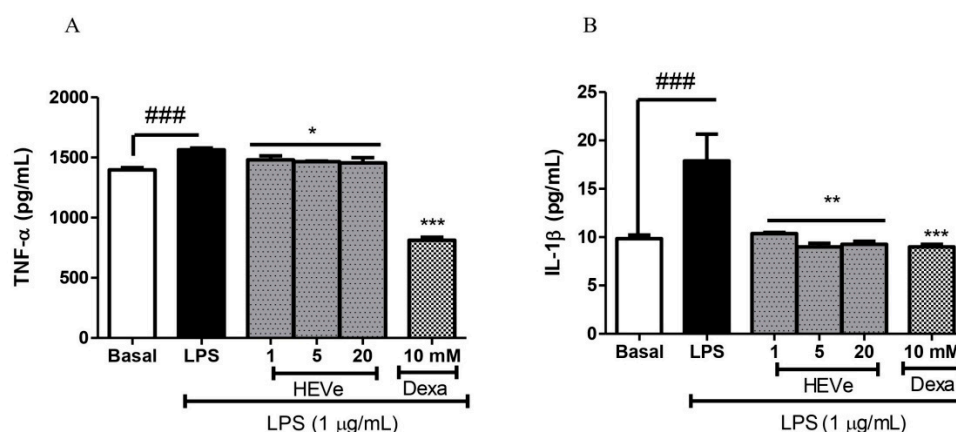 A
TNF-α (pg/mL)
2000
1500
1000
500
0
###
*
***
Basal LPS 1 5 20 10 mM
HEVe Dexa
LPS (1 µg/mL)
B
IL-1β (pg/mL)
25
20
15
10
5
0
###
**
***
Basal LPS 1 5 20 10 mM
HEVe Dexa
LPS (1 µg/mL)